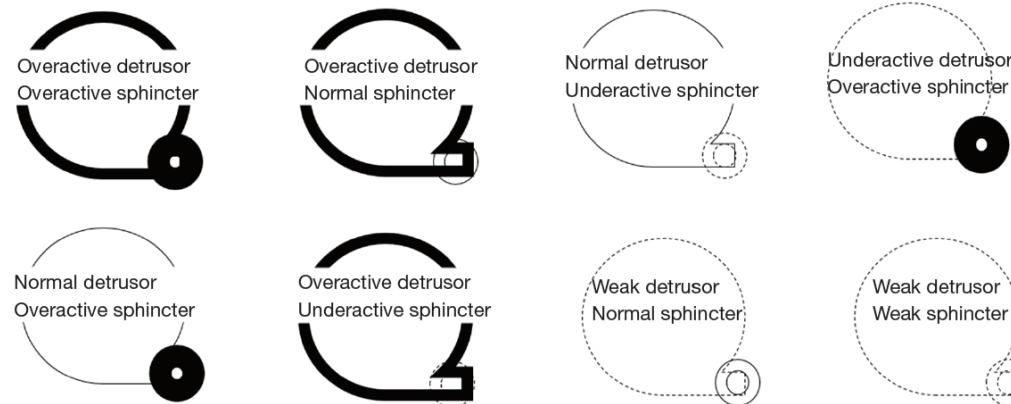 Overactive detrusor
Overactive sphincter
Overactive detrusor
Normal sphincter
Normal detrusor
Underactive sphincter
Underactive detrusor
Overactive sphincter
Normal detrusor
Overactive sphincter
Overactive detrusor
Underactive sphincter
Weak detrusor
Normal sphincter
Weak detrusor
Weak sphincter